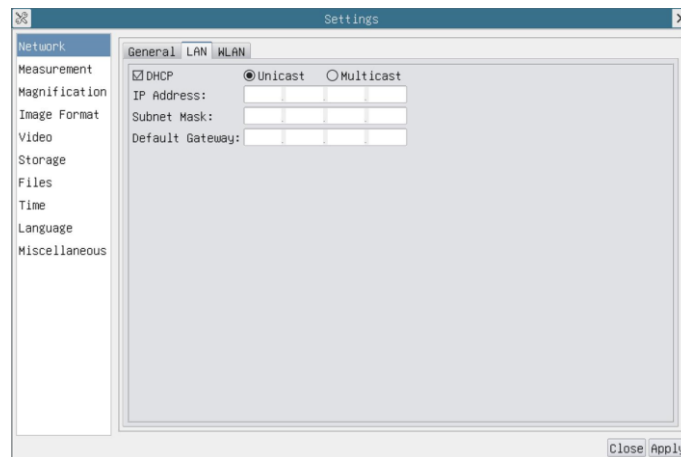 Settings
Network
Measurement
Magnification
Image Format
Video
Storage
Files
Time
Language
Miscellaneous
General LAN WLAN
DHCP Unicast Multicast
IP Address:
Subnet Mask:
Default Gateway:
Close Apply